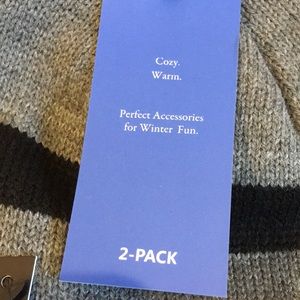 Cozy.
Warm.
Perfect Accessories
for Winter Fun.
2-PACK